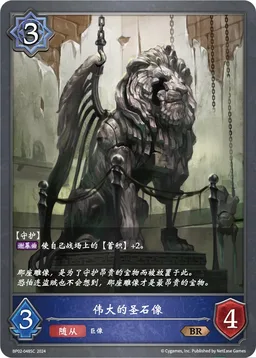 3
【守护】
谢幕曲 使自己战场上的【蓄积】+2。
那座雕像，是为了守护昂贵的宝物而被放置于此。
恐怕连盗贼也不会想到，那座雕像才是最昂贵的宝物。
伟大的圣石像
3
随从 巨像
BR
4
BP02-048SC 2024
© Cygames, Inc. Published by NetEase Games